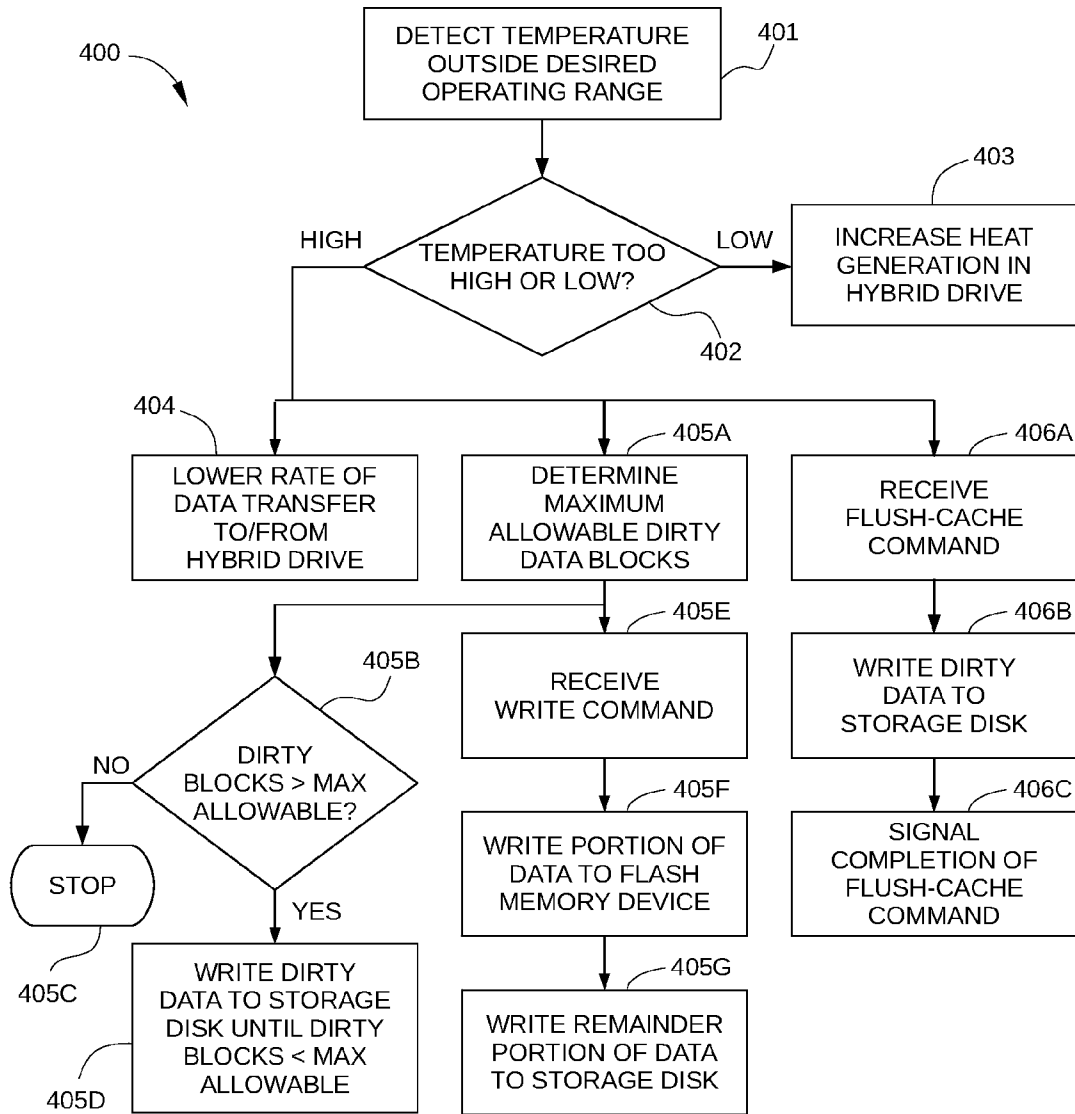 400
DETECT TEMPERATURE
OUTSIDE DESIRED
OPERATING RANGE
401
TEMPERATURE TOO
HIGH OR LOW?
402
HIGH
LOW
403
INCREASE HEAT
GENERATION IN
HYBRID DRIVE
404
LOWER RATE OF
DATA TRANSFER
TO/FROM
HYBRID DRIVE
405A
DETERMINE
MAXIMUM
ALLOWABLE DIRTY
DATA BLOCKS
406A
RECEIVE
FLUSH-CACHE
COMMAND
405B
DIRTY
BLOCKS > MAX
ALLOWABLE?
NO
STOP
405C
YES
WRITE DIRTY
DATA TO STORAGE
DISK UNTIL DIRTY
BLOCKS < MAX
ALLOWABLE
405D
405E
RECEIVE
WRITE COMMAND
405F
WRITE PORTION OF
DATA TO FLASH
MEMORY DEVICE
405G
WRITE REMAINDER
PORTION OF DATA
TO STORAGE DISK
406B
WRITE DIRTY
DATA TO
STORAGE DISK
406C
SIGNAL
COMPLETION OF
FLUSH-CACHE
COMMAND